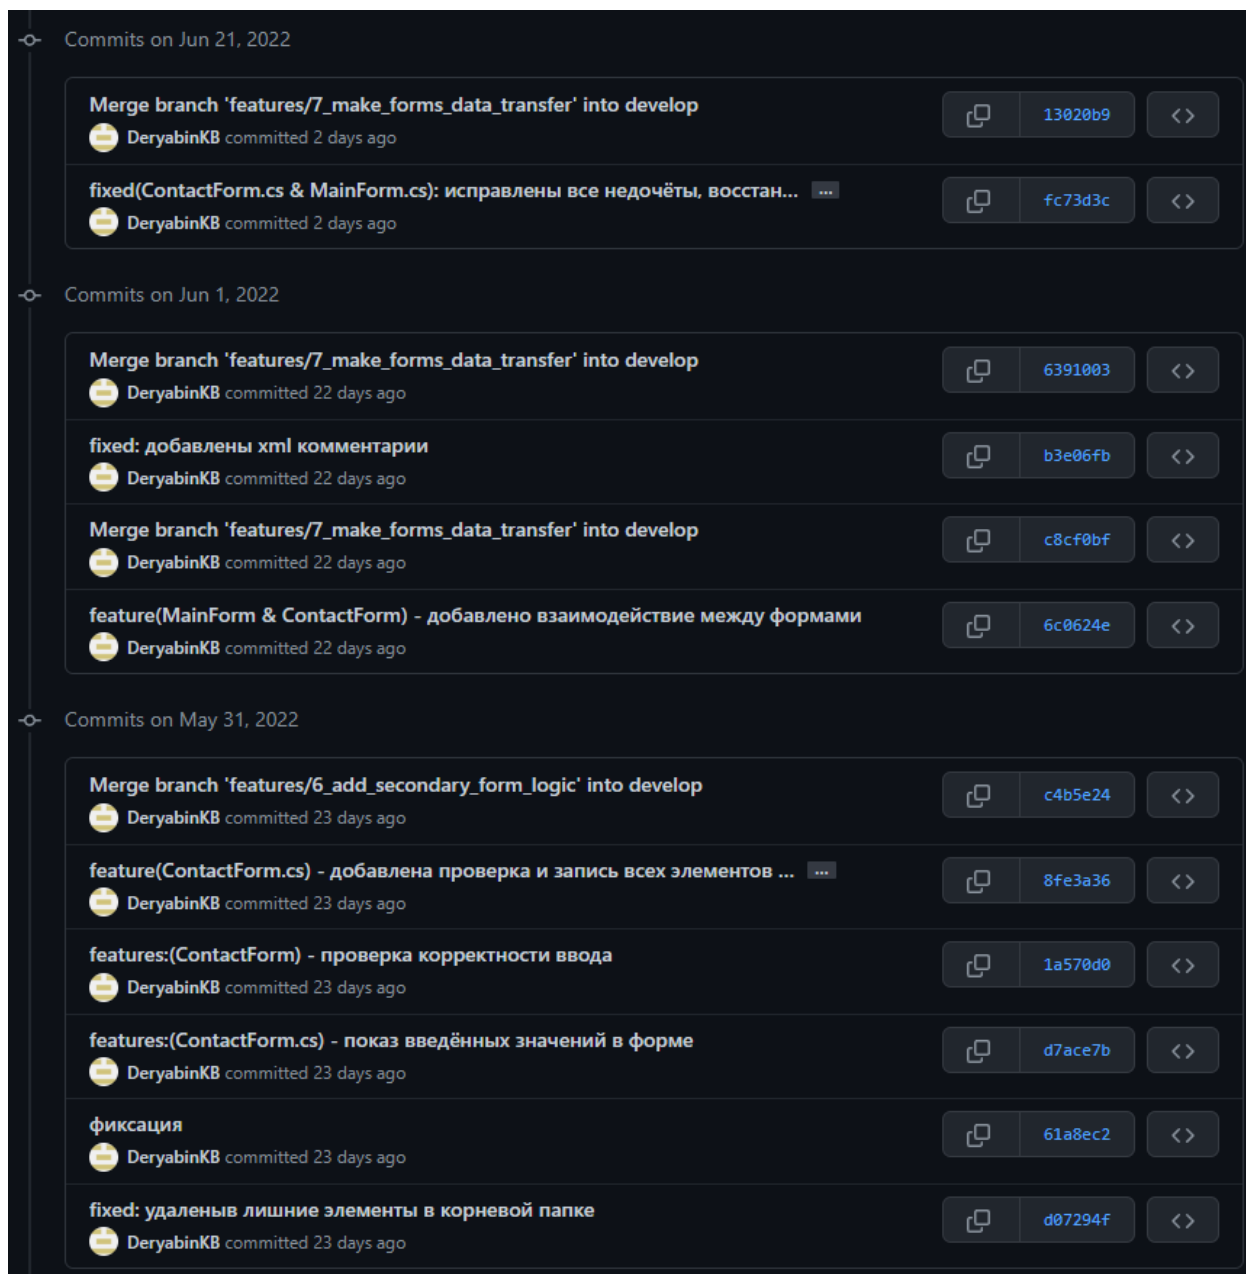 Commits on Jun 21, 2022
Merge branch 'features/7_make_forms_data_transfer' into develop
13020b9
DeryabinKB committed 2 days ago
fixed(ContactForm.cs & MainForm.cs): исправлены все недочёты, восстан... ...
fc73d3c
DeryabinKB committed 2 days ago
Commits on Jun 1, 2022
Merge branch 'features/7_make_forms_data_transfer' into develop
6391003
DeryabinKB committed 22 days ago
fixed: добавлены xml комментарии
b3e06fb
DeryabinKB committed 22 days ago
Merge branch 'features/7_make_forms_data_transfer' into develop
c8cf0bf
DeryabinKB committed 22 days ago
feature(MainForm & ContactForm) - добавлено взаимодействие между формами
6c0624e
DeryabinKB committed 22 days ago
Commits on May 31, 2022
Merge branch 'features/6_add_secondary_form_logic' into develop
c4b5e24
DeryabinKB committed 23 days ago
feature(ContactForm.cs) - добавлена проверка и запись всех элементов ... ...
8fe3a36
DeryabinKB committed 23 days ago
features:(ContactForm) - проверка корректности ввода
1a570d0
DeryabinKB committed 23 days ago
features:(ContactForm.cs) - показ введённых значений в форме
d7ace7b
DeryabinKB committed 23 days ago
фиксация
61a8ec2
DeryabinKB committed 23 days ago
fixed: удаленыв лишние элементы в корневой папке
d07294f
DeryabinKB committed 23 days ago